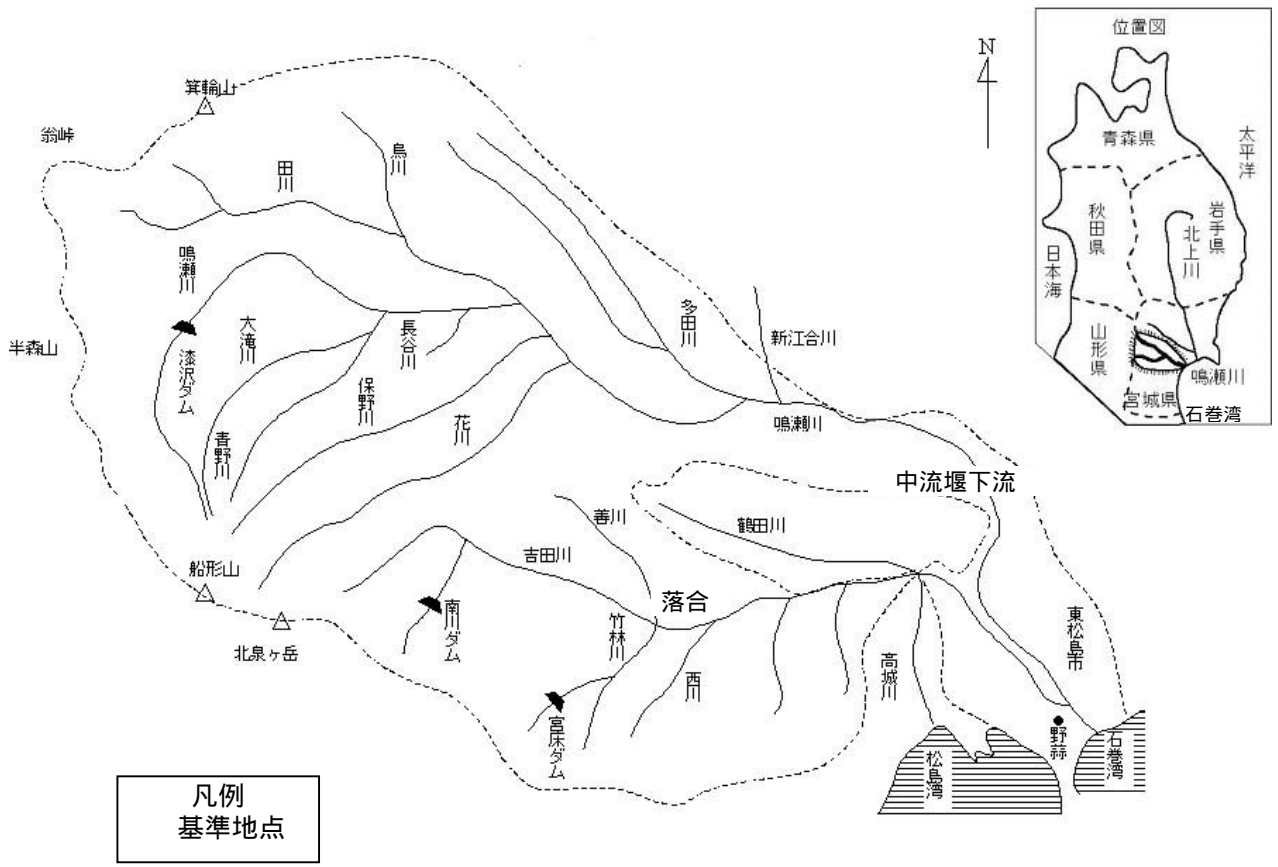 箕輪山
翁峠
田川
鳥川
鳴瀬川
半森山
漆沢ダム
大滝川
長谷川
青野川
保野川
花川
多田川
新江合川
鳴瀬川
中流堰下流
善川
鶴田川
吉田川
船形山
北泉ヶ岳
南川ダム
落合
竹林川
西川
宮床ダム
高城川
東松島市
野蒜
松島湾
石巻湾
凡例
基準地点
N
位置図
青森県
太平洋
秋田県
岩手県
北上川
日本海
山形県
鳴瀬川
宮城県
石巻湾